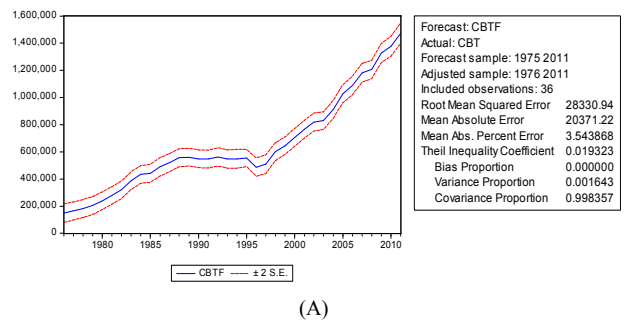 1,600,000
1,400,000
1,200,000
1,000,000
800,000
600,000
400,000
200,000
0
1980 1985 1990 1995 2000 2005 2010
CBTF ± 2 S.E.
Forecast: CBTF
Actual: CBT
Forecast sample: 1975 2011
Adjusted sample: 1976 2011
Included observations: 36
Root Mean Squared Error 28330.94
Mean Absolute Error 20371.22
Mean Abs. Percent Error 3.543868
Theil Inequality Coefficient 0.019323
Bias Proportion 0.000000
Variance Proportion 0.001643
Covariance Proportion 0.998357
(A)